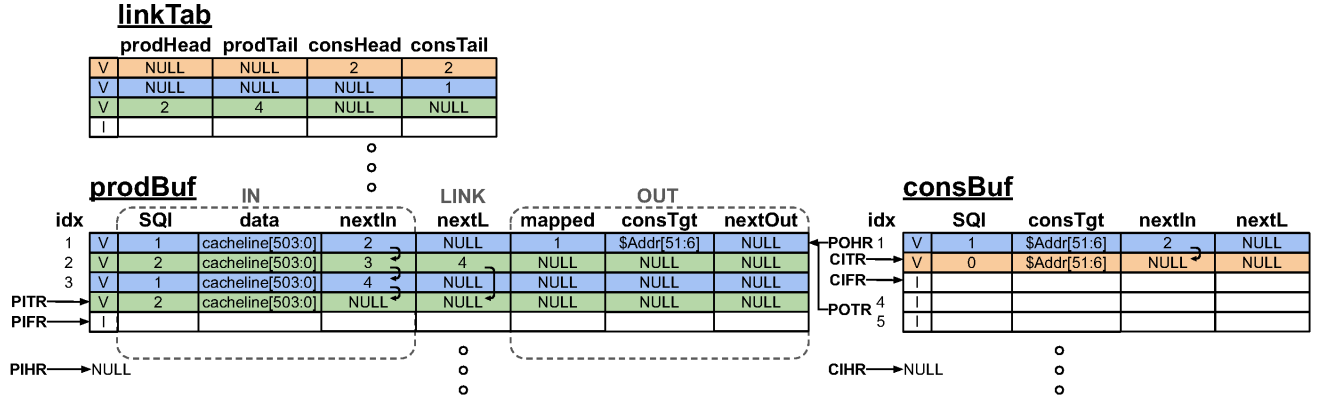 linkTab
prodHead prodTail consHead consTail
V NULL NULL 2 2
V NULL NULL NULL 1
V 2 4 NULL NULL
I
prodBuf IN LINK OUT consBuf
idx SQI data nextIn nextL mapped consTgt nextOut idx SQI consTgt nextIn nextL
1 V 1 cacheline[503:0] 2 NULL 1 $Addr[51:6] NULL POHR 1 V 1 $Addr[51:6] 2 NULL
2 V 2 cacheline[503:0] 3 4 NULL NULL NULL CITR V 0 $Addr[51:6] NULL NULL
3 V 1 cacheline[503:0] 4 NULL NULL NULL NULL CIFR I
PITR V 2 cacheline[503:0] NULL NULL NULL NULL NULL POTR 4 I
PIFR I 5 I
PIHR NULL CIHR NULL